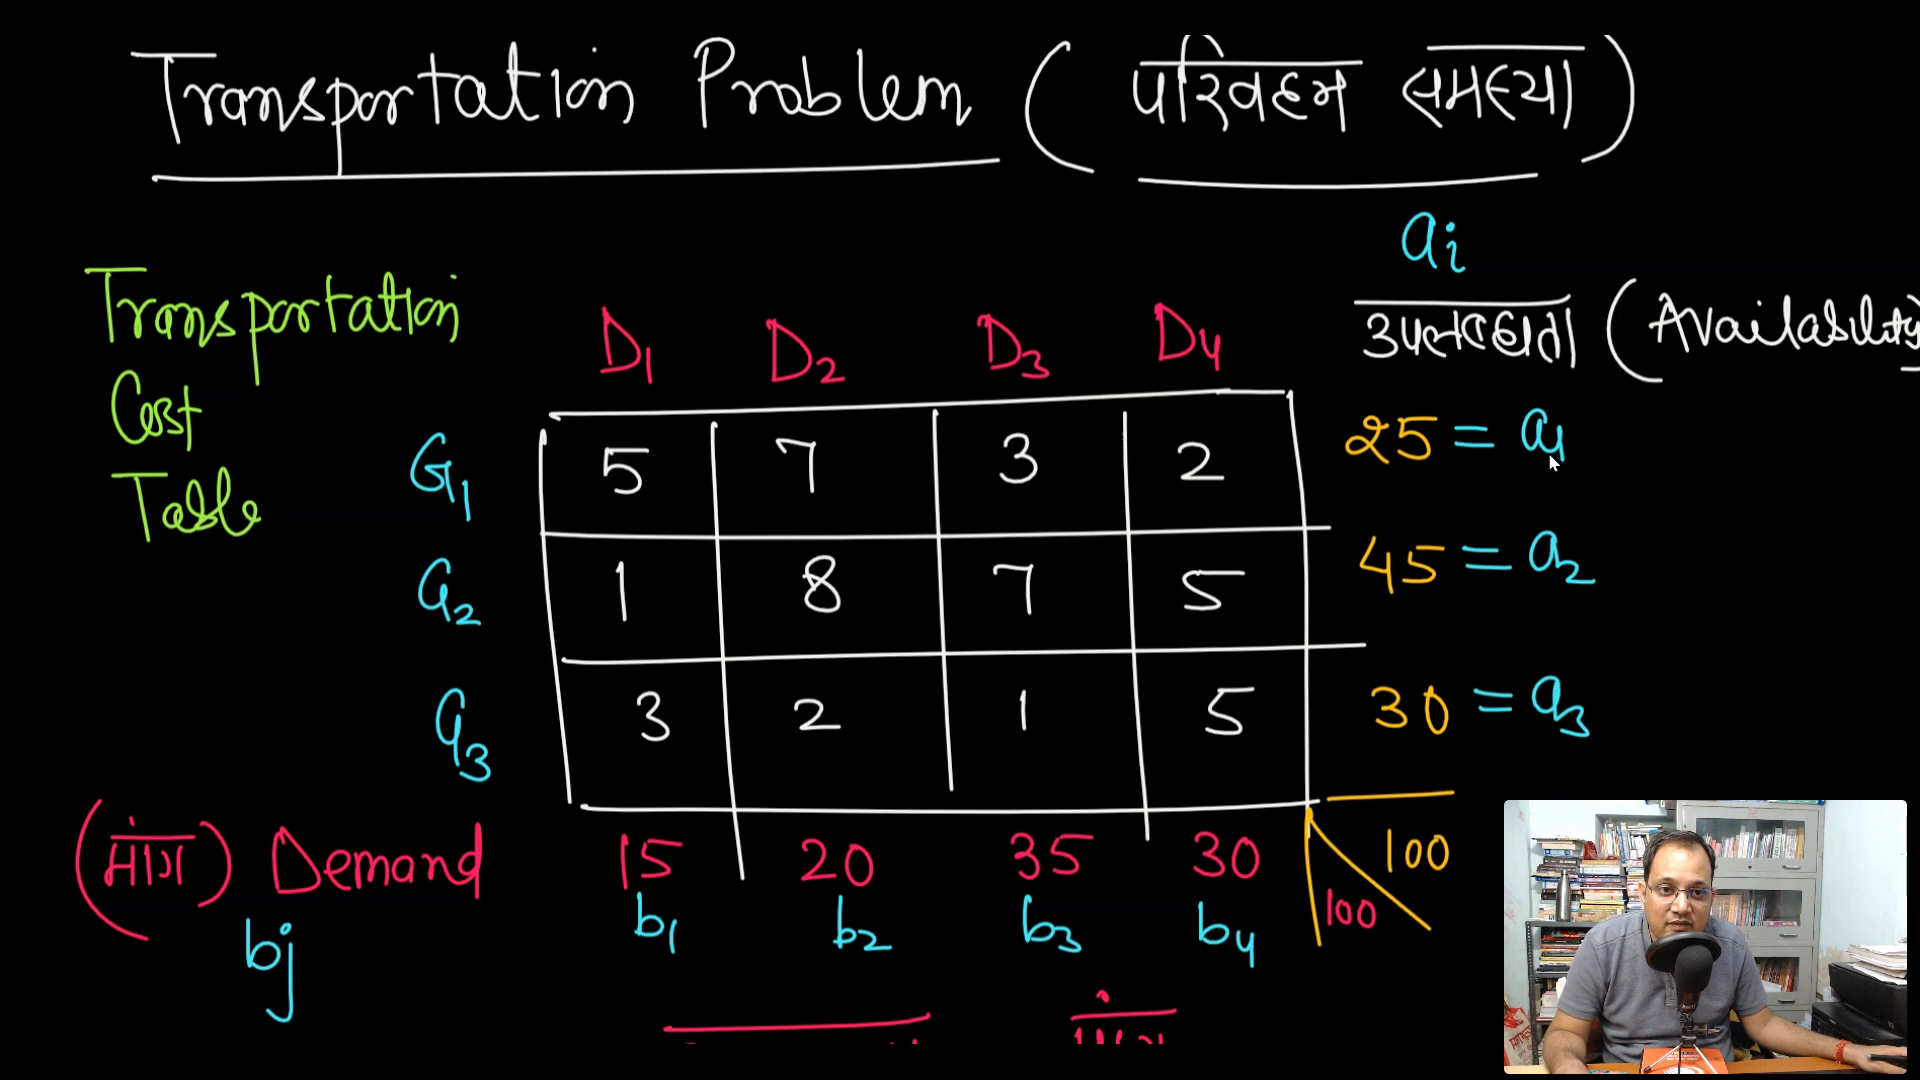 Transportation Problem (परिवहन समस्या)
ai
Transportation
Cost
Table
D1 D2 D3 D4 उपलब्धता (Availability)
G1 5 7 3 2 25 = a1
G2 1 8 7 5 45 = a2
G3 3 2 1 5 30 = a3
(मांग) Demand 15 20 35 30 100 100
bj b1 b2 b3 b4